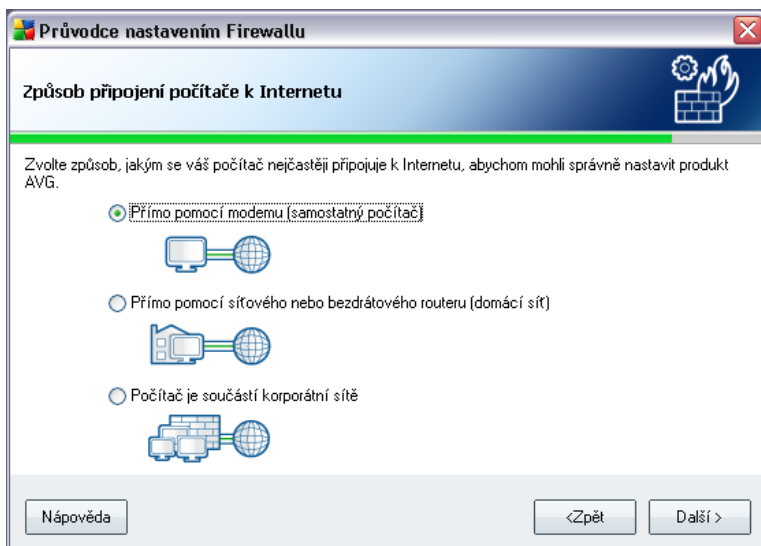 Průvodce nastavením Firewallu
Způsob připojení počítače k Internetu
Zvolte způsob, jakým se váš počítač nejčastěji připojuje k Internetu, abychom mohli správně nastavit produkt
AVG.
Přímo pomocí modemu (samostatný počítač)
Přímo pomocí síťového nebo bezdrátového routeru (domácí síť)
Počítač je součástí korporátní sítě
Nápověda
<Zpět
Další >